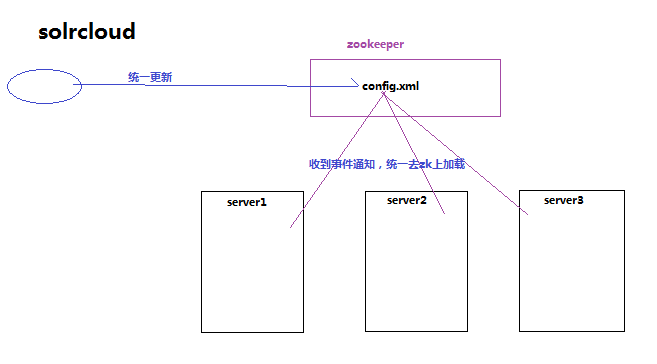 solrcloud
zookeeper
统一更新
config.xml
收到事件通知，统一去zk上加载
server1
server2
server3